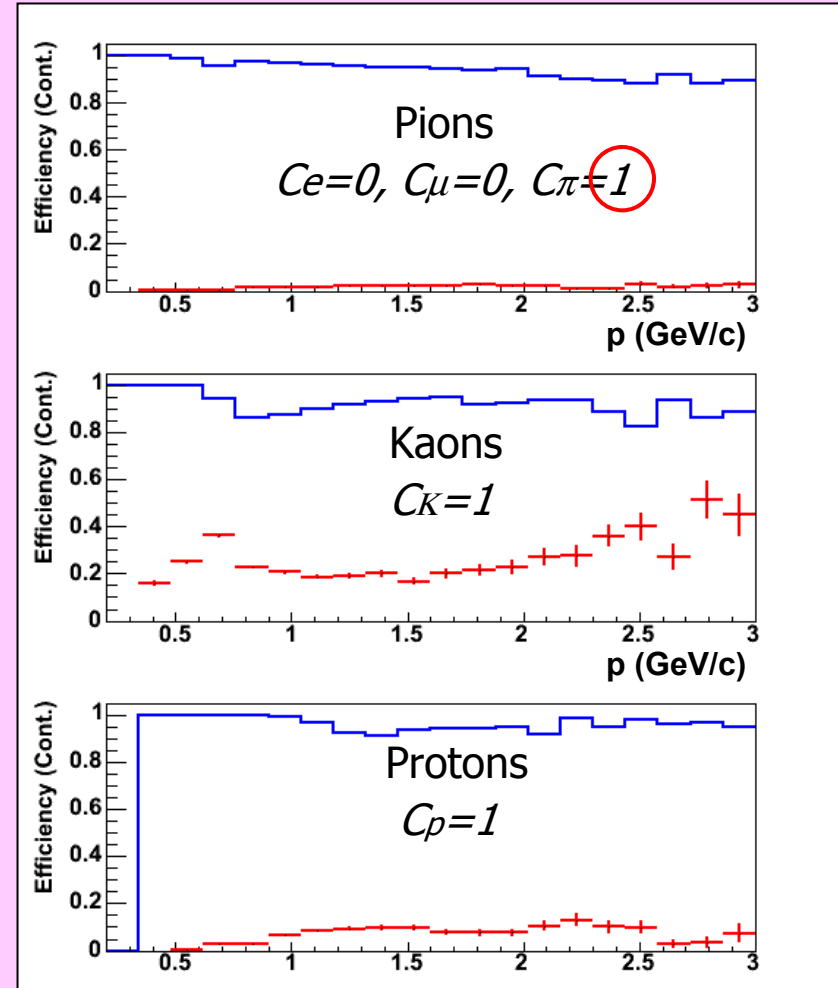 Efficiency (Cont.)
1
0.8
0.6
0.4
0.2
0
Pions
Ce=0, Cμ=0, Cπ=1
0.5 1 1.5 2 2.5 3
p (GeV/c)
Efficiency (Cont.)
1
0.8
0.6
0.4
0.2
0
Kaons
CK=1
0.5 1 1.5 2 2.5 3
p (GeV/c)
Efficiency (Cont.)
1
0.8
0.6
0.4
0.2
0
Protons
Cp=1
0.5 1 1.5 2 2.5 3